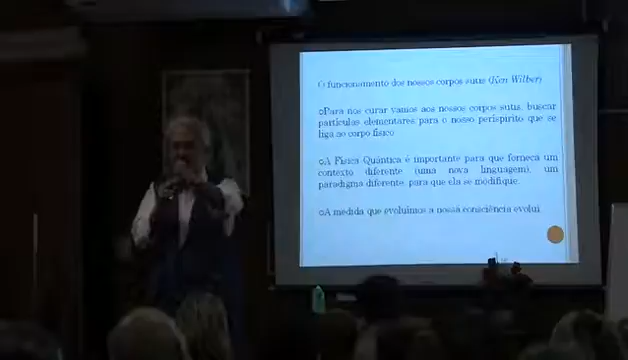 O funcionamento dos nossos corpos sutis (Ken Wilber)
Para nos curar vamos aos nossos corpos sutis, buscar
partículas elementares para o nosso perispirito que se
liga ao corpo físico
A Física Quântica é importante para que forneça um
contexto diferente (uma nova linguagem), um
paradigma diferente, para que ela se modifique.
A medida que evoluimos a nossa consciência evolui